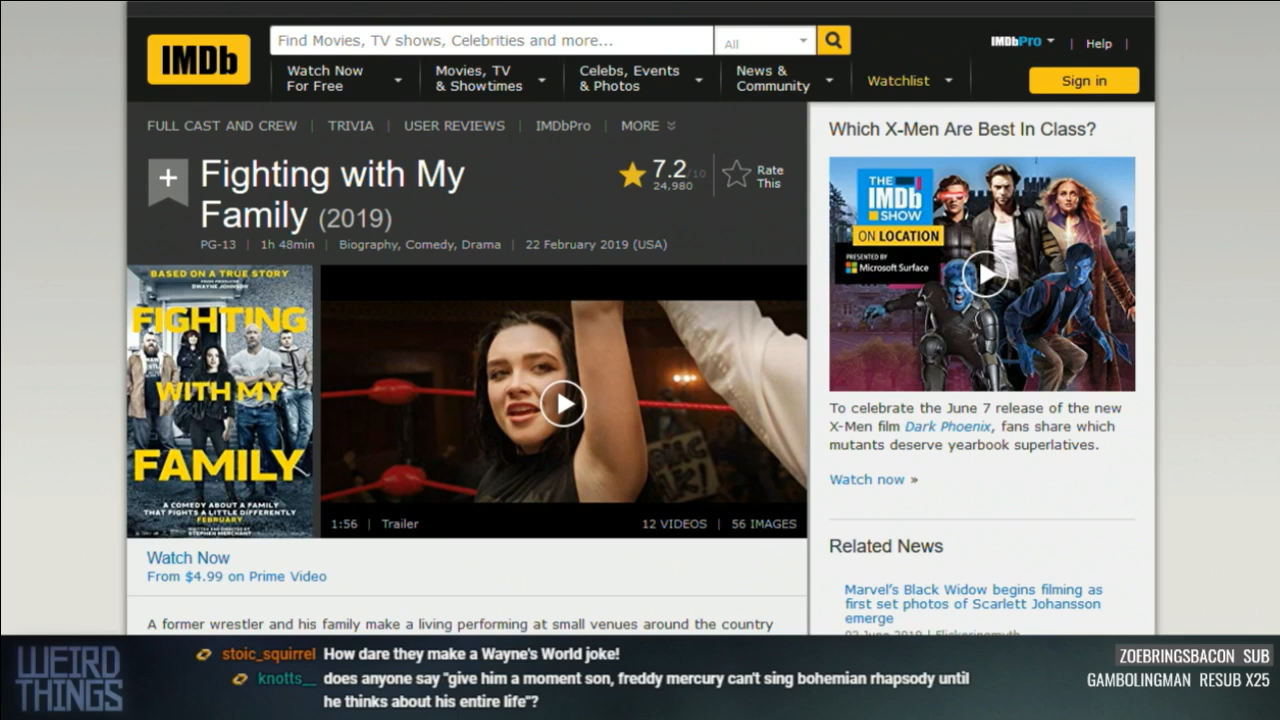 IMDb
Find Movies, TV shows, Celebrities and more...
All
IMDbPro
Help
Watch Now
For Free
Movies, TV
& Showtimes
Celebs, Events
& Photos
News &
Community
Watchlist
Sign in
FULL CAST AND CREW | TRIVIA | USER REVIEWS | IMDbPro | MORE
Fighting with My
Family (2019)
7.2/10
24,980
Rate
This
PG-13 | 1h 48min | Biography, Comedy, Drama | 22 February 2019 (USA)
BASED ON A TRUE STORY
DWAYNE JOHNSON
FIGHTING
WITH MY
FAMILY
A COMEDY ABOUT A FAMILY
THAT FIGHTS A LITTLE DIFFERENTLY
FEBRUARY
STEPHEN MERCHANT
1:56 | Trailer
12 VIDEOS | 56 IMAGES
Watch Now
From $4.99 on Prime Video
A former wrestler and his family make a living performing at small venues around the country
Which X-Men Are Best In Class?
THE
IMDb
SHOW
ON LOCATION
PRESENTED BY
Microsoft Surface
To celebrate the June 7 release of the new
X-Men film Dark Phoenix, fans share which
mutants deserve yearbook superlatives.
Watch now »
Related News
Marvel's Black Widow begins filming as
first set photos of Scarlett Johansson
emerge
WEIRD
THINGS
stoic_squirrel How dare they make a Wayne's World joke!
knotts__ does anyone say "give him a moment son, freddy mercury can't sing bohemian rhapsody until
he thinks about his entire life"?
ZOEBRINGSBACON SUB
GAMBOLINGMAN RESUB X25